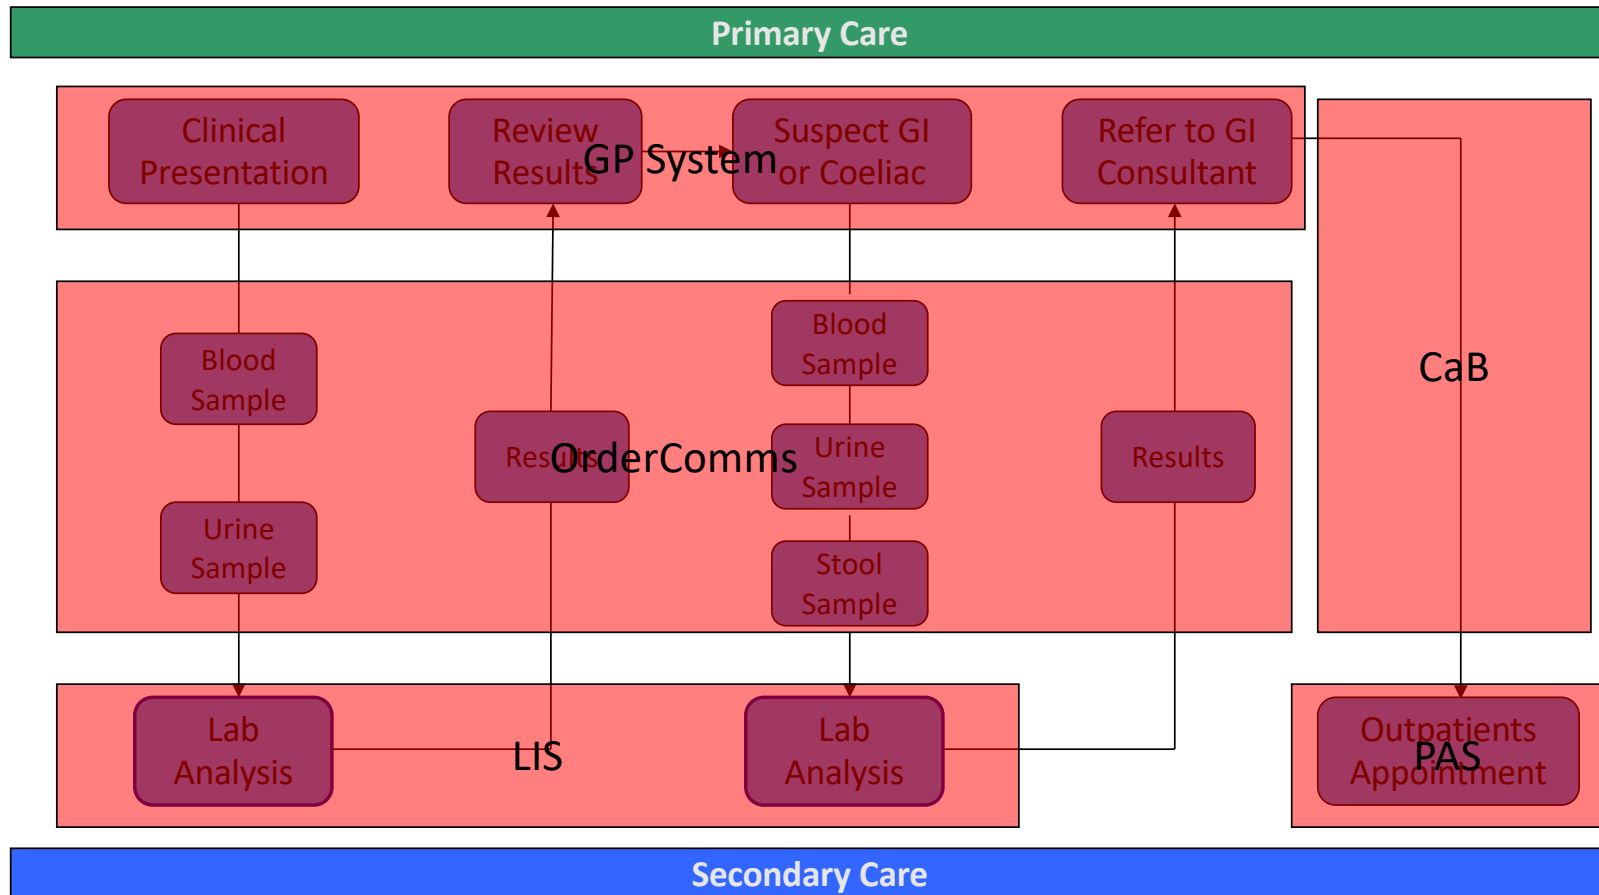 Primary Care
Clinical
Presentation
Review
Results
GP System
Suspect GI
or Coeliac
Refer to GI
Consultant
Blood
Sample
Urine
Sample
Results
OrderComms
Blood
Sample
Urine
Sample
Stool
Sample
Results
CaB
Lab
Analysis
LIS
Lab
Analysis
Outpatients
Appointment
PAS
Secondary Care